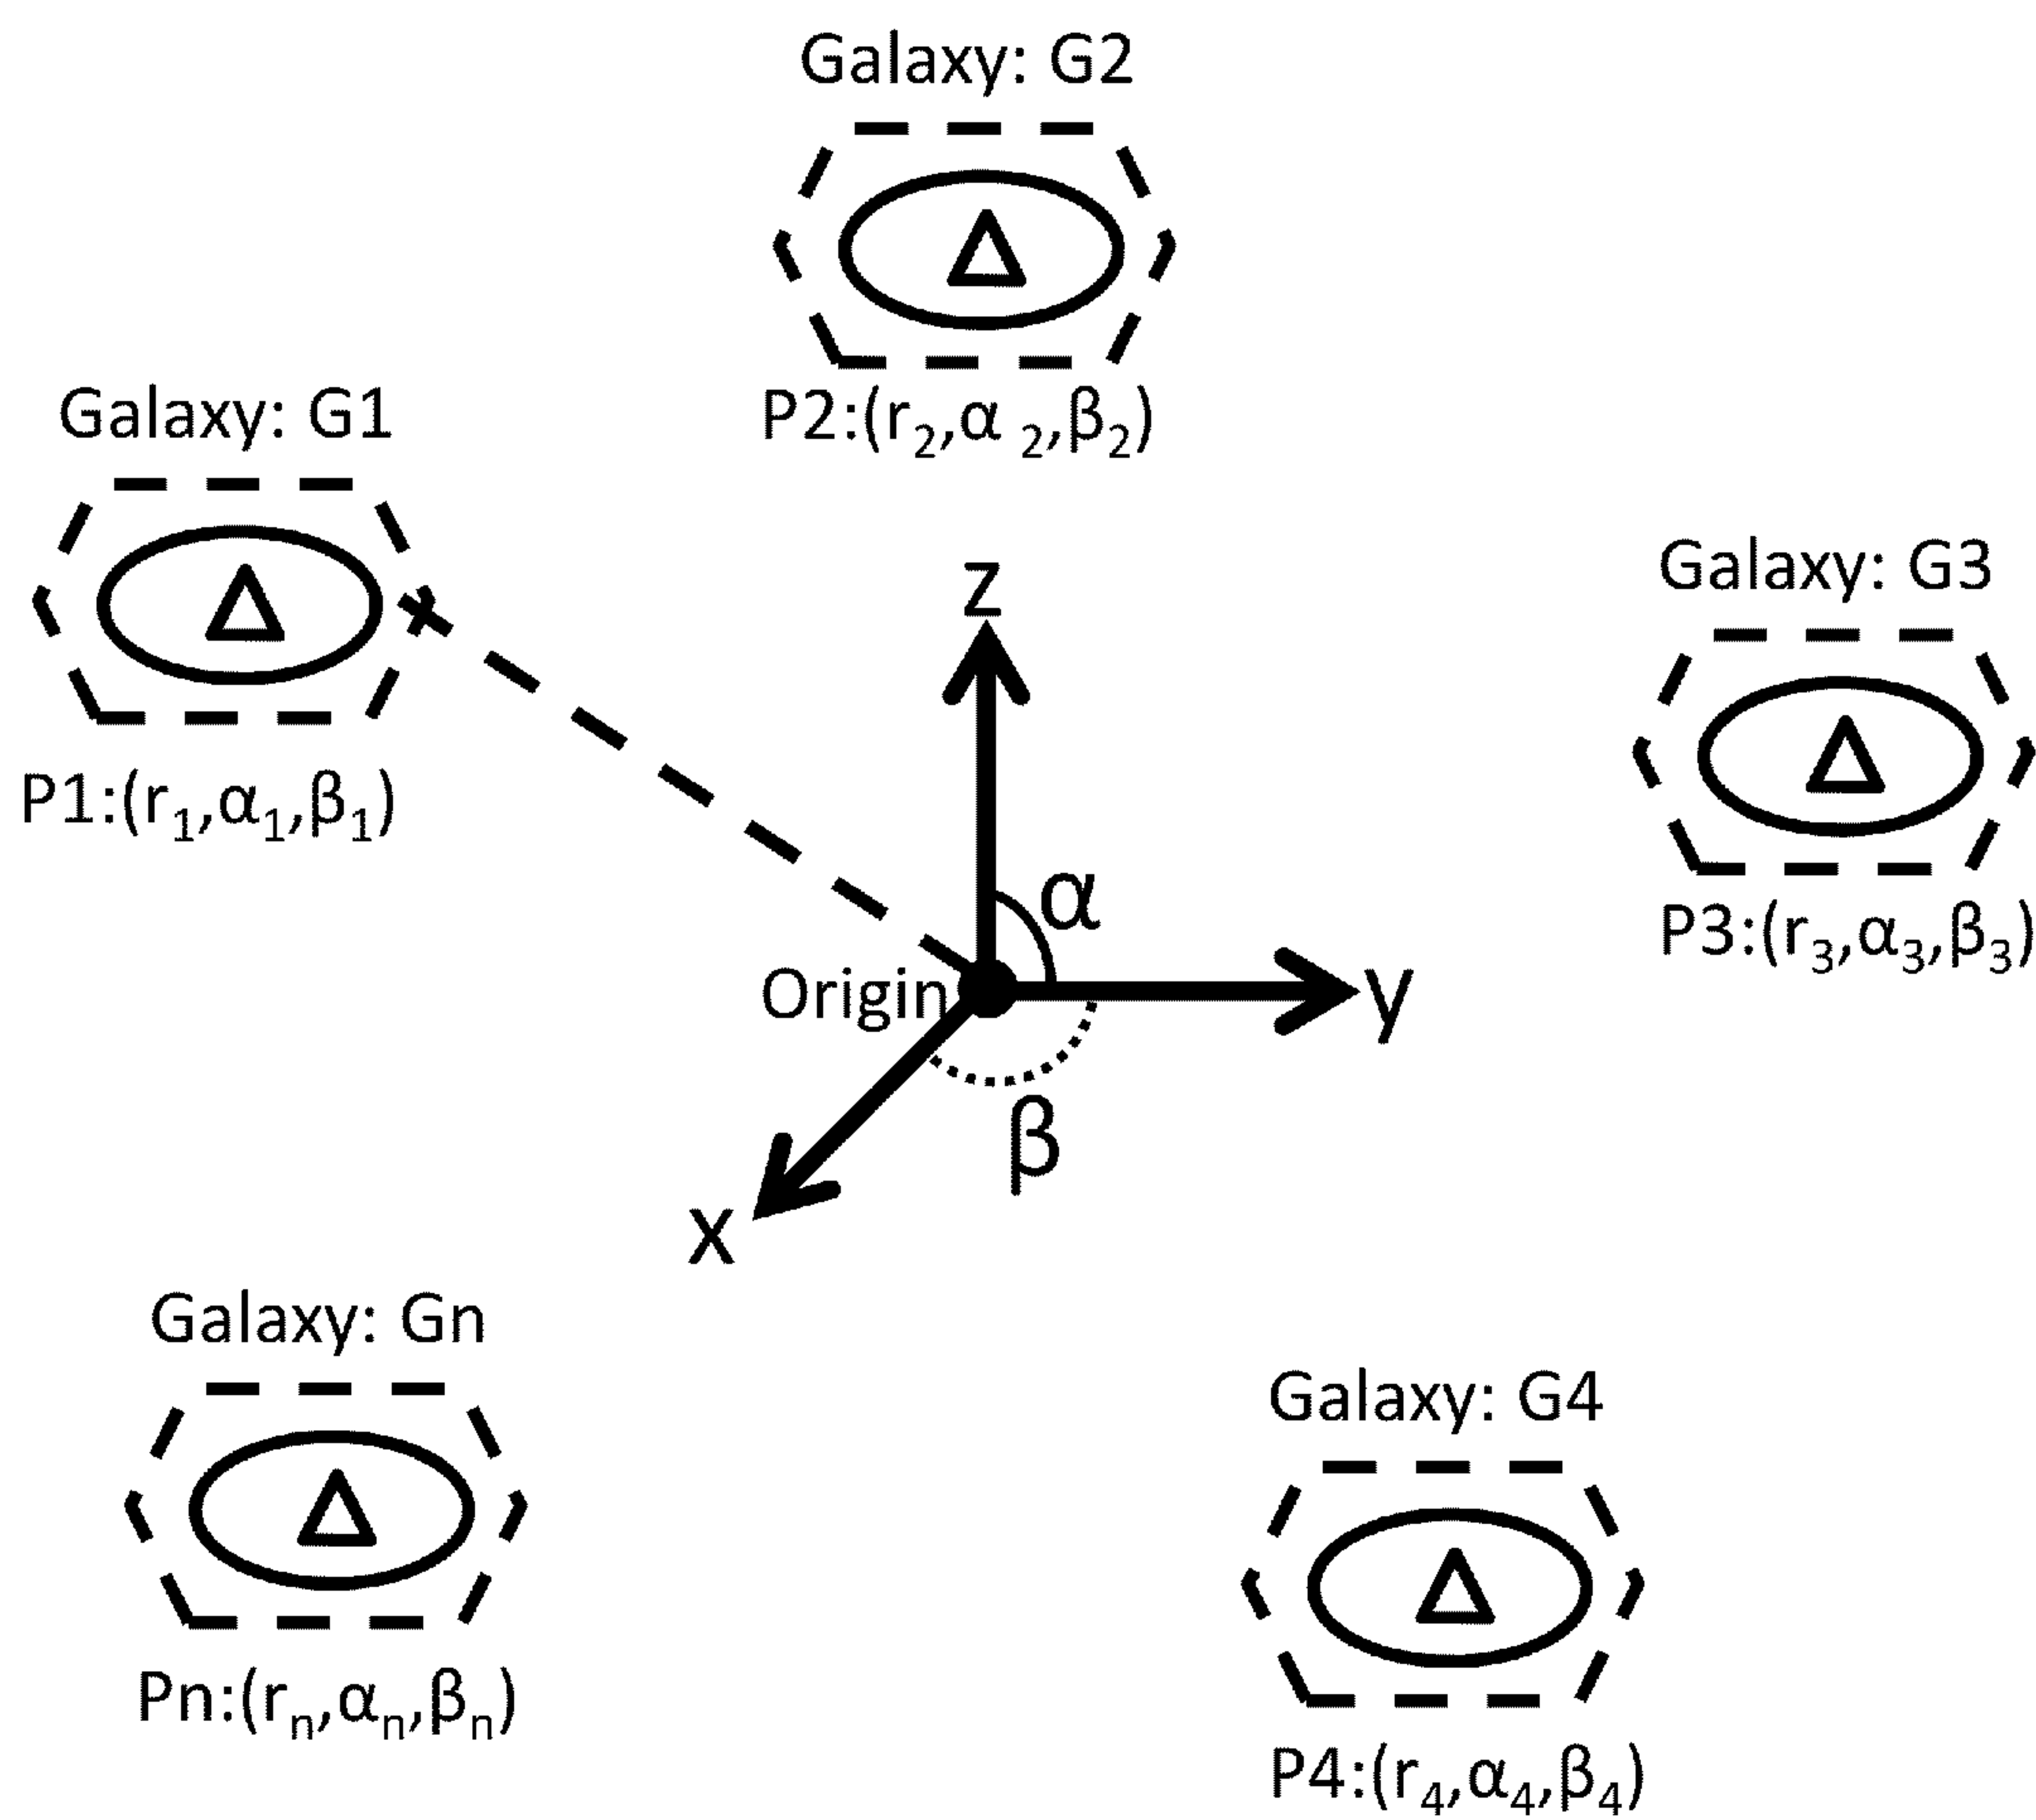 Galaxy: G2
P2:(r₂,α ₂,β₂)
Galaxy: G1
P1:(r₁,α₁,β₁)
Galaxy: G3
P3:(r₃,α₃,β₃)
z
α
Origin
y
β
x
Galaxy: Gn
Pn:(rₙ,αₙ,βₙ)
Galaxy: G4
P4:(r₄,α₄,β₄)